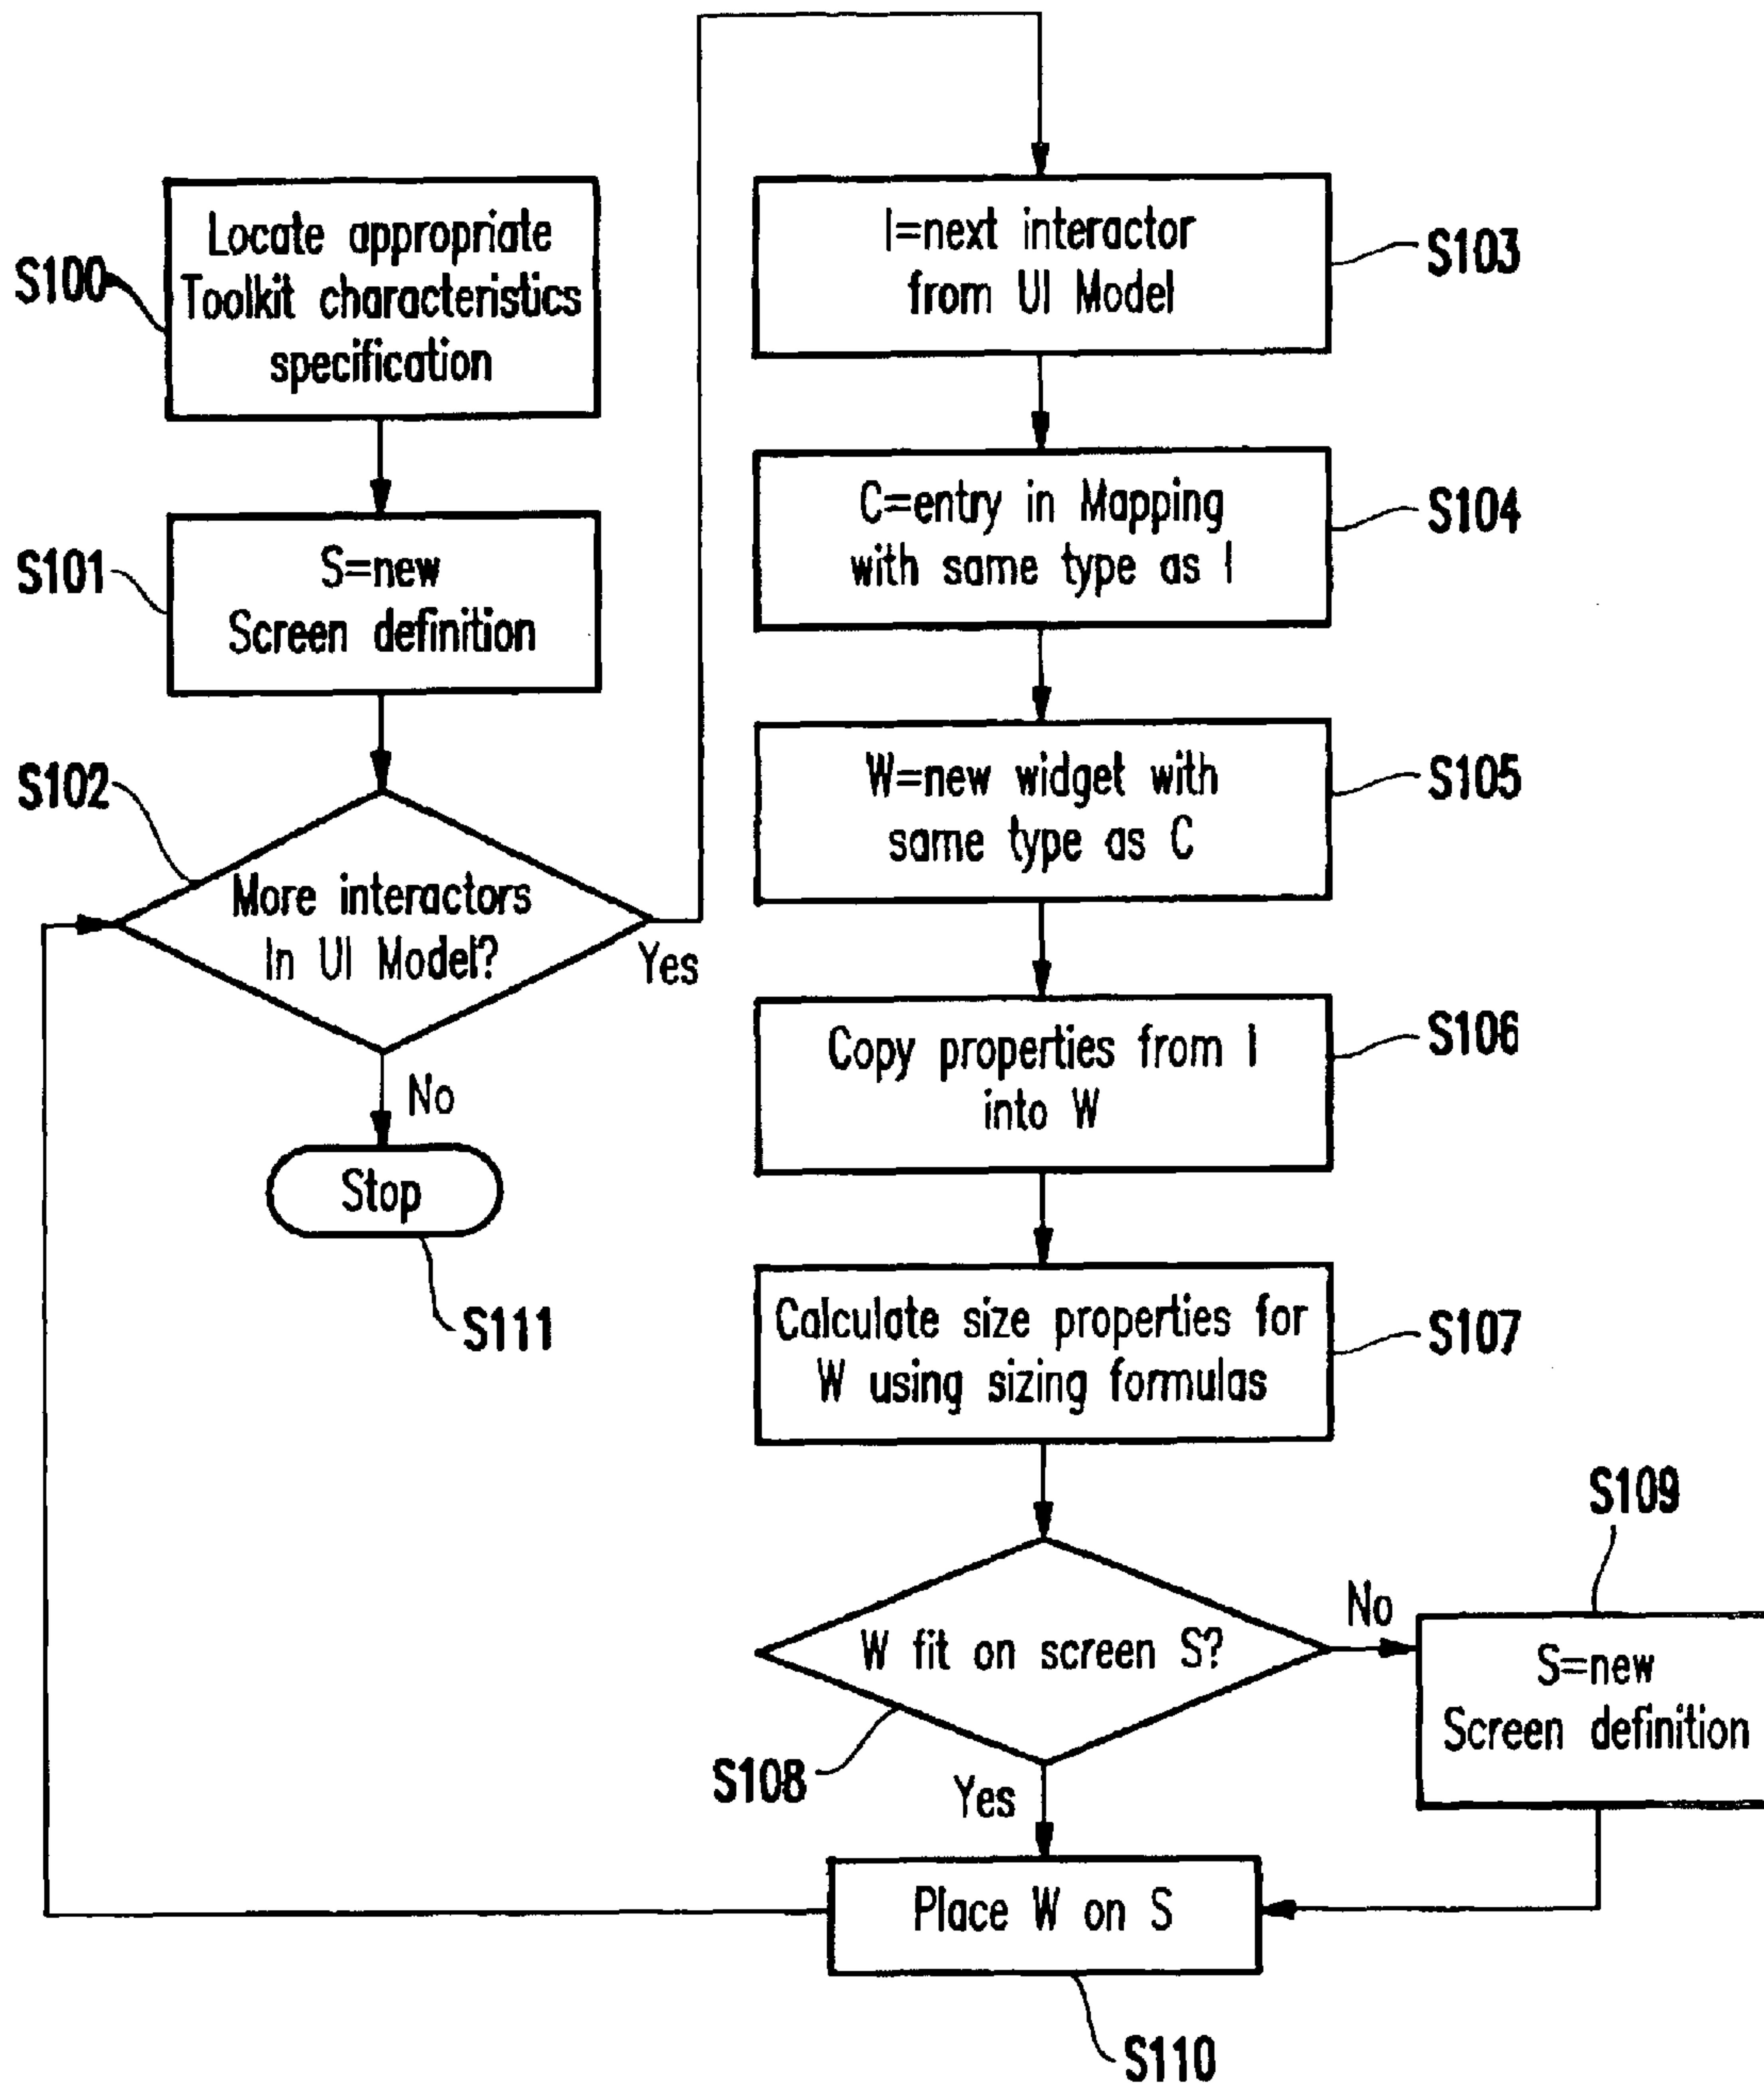 S100
Locate appropriate
Toolkit characteristics
specification
S101
S=new
Screen definition
S102
More interactors
In UI Model?
Yes
No
Stop
S111
I=next interactor
from UI Model
S103
C=entry in Mapping
with same type as I
S104
W=new widget with
same type as C
S105
Copy properties from I
into W
S106
Calculate size properties for
W using sizing formulas
S107
W fit on screen S?
S108
No
S109
S=new
Screen definition
Yes
Place W on S
S110